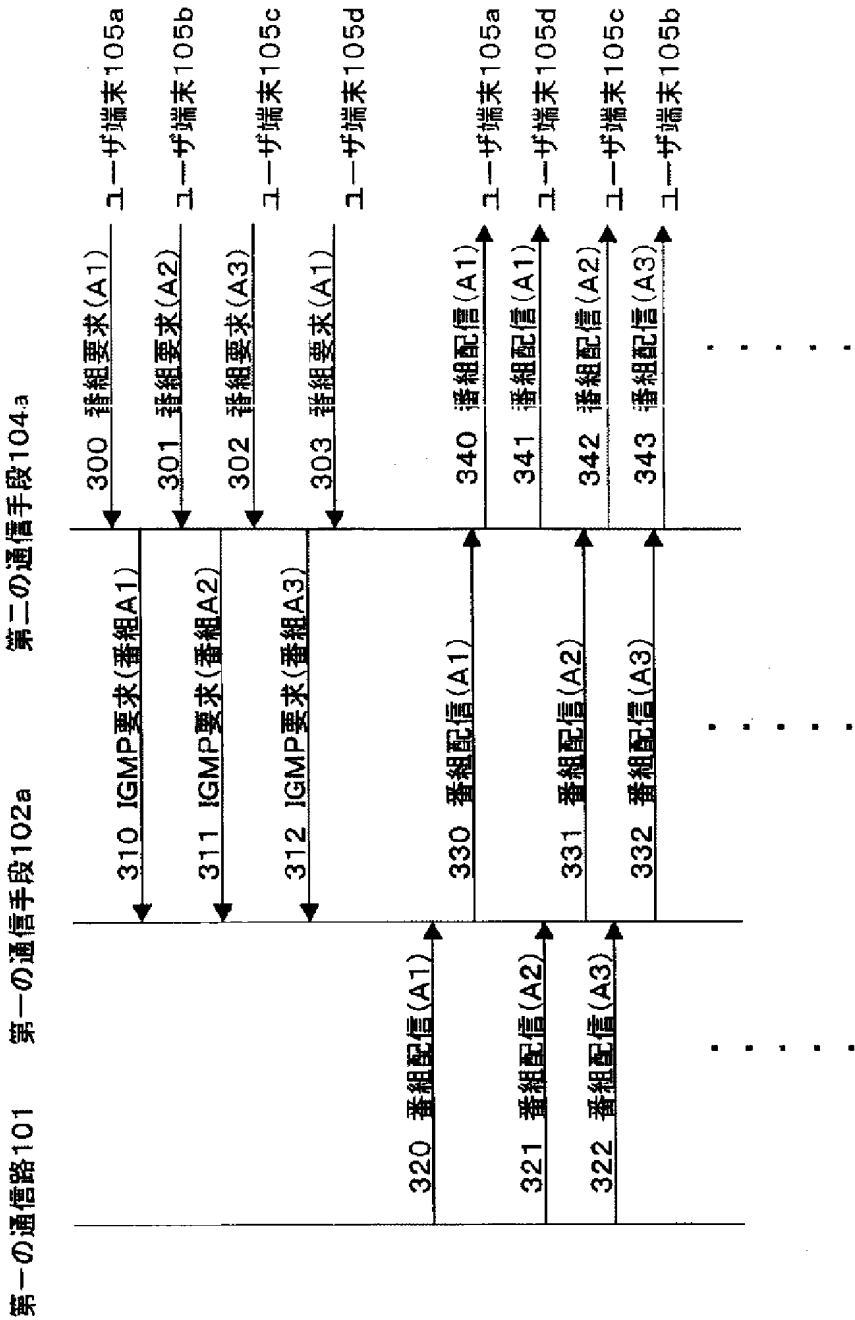 第一の通信路101
第一の通信手段102a
第二の通信手段104.a
300 番組要求(A1)
ユーザ端末105a
301 番組要求(A2)
ユーザ端末105b
302 番組要求(A3)
ユーザ端末105c
303 番組要求(A1)
ユーザ端末105d
310 IGMP要求(番組A1)
311 IGMP要求(番組A2)
312 IGMP要求(番組A3)
320 番組配信(A1)
321 番組配信(A2)
322 番組配信(A3)
330 番組配信(A1)
331 番組配信(A2)
332 番組配信(A3)
340 番組配信(A1)
ユーザ端末105a
341 番組配信(A1)
ユーザ端末105d
342 番組配信(A2)
ユーザ端末105c
343 番組配信(A3)
ユーザ端末105b